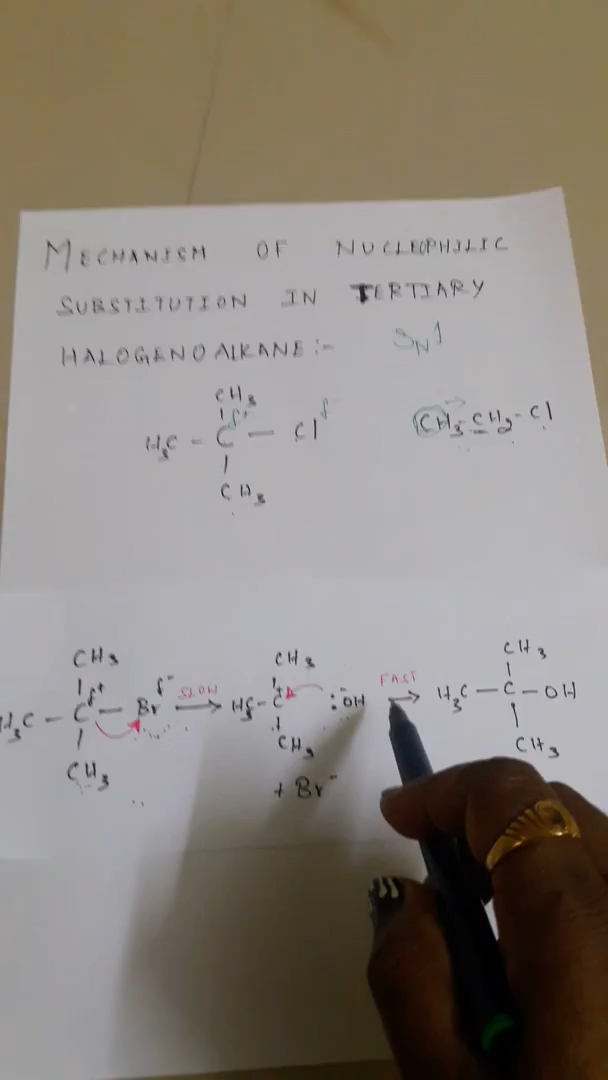 MECHANISM OF NUCLEOPHILIC
SUBSTITUTION IN TERTIARY
HALOGENOALKANE:- SN1
CH3
H3C - C - Cl
δ+ δ
CH3
CH3-CH2-Cl
CH3
H3C - C - Br
δ+ δ-
CH3
SLOW
CH3
H3C - C+
:OH-
CH3
+ Br-
FAST
CH3
H3C - C - OH
CH3